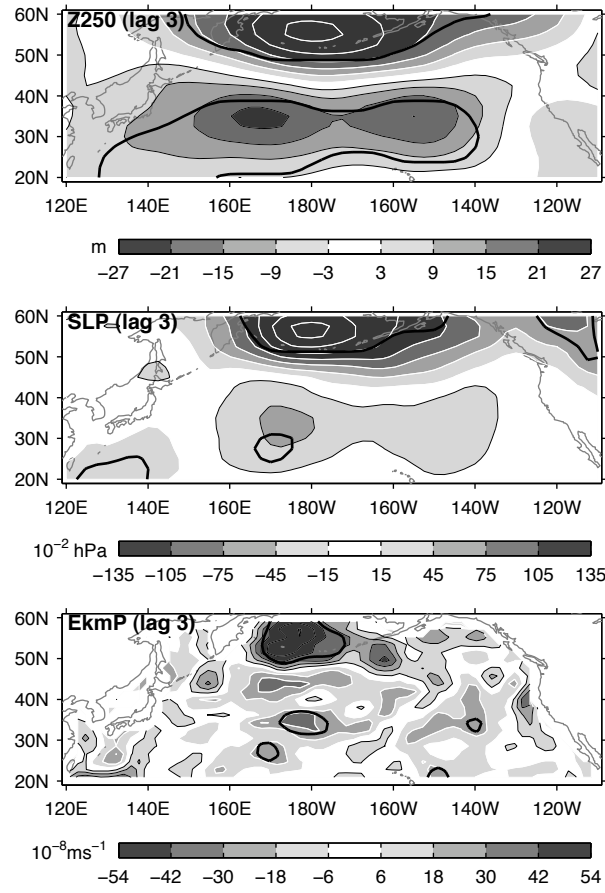 Z250 (lag 3)
60N
50N
40N
30N
20N
120E 140E 160E 180W 160W 140W 120W
m
−27 −21 −15 −9 −3 3 9 15 21 27
SLP (lag 3)
60N
50N
40N
30N
20N
120E 140E 160E 180W 160W 140W 120W
10−2 hPa
−135 −105 −75 −45 −15 15 45 75 105 135
EkmP (lag 3)
60N
50N
40N
30N
20N
120E 140E 160E 180W 160W 140W 120W
10−8ms−1
−54 −42 −30 −18 −6 6 18 30 42 54